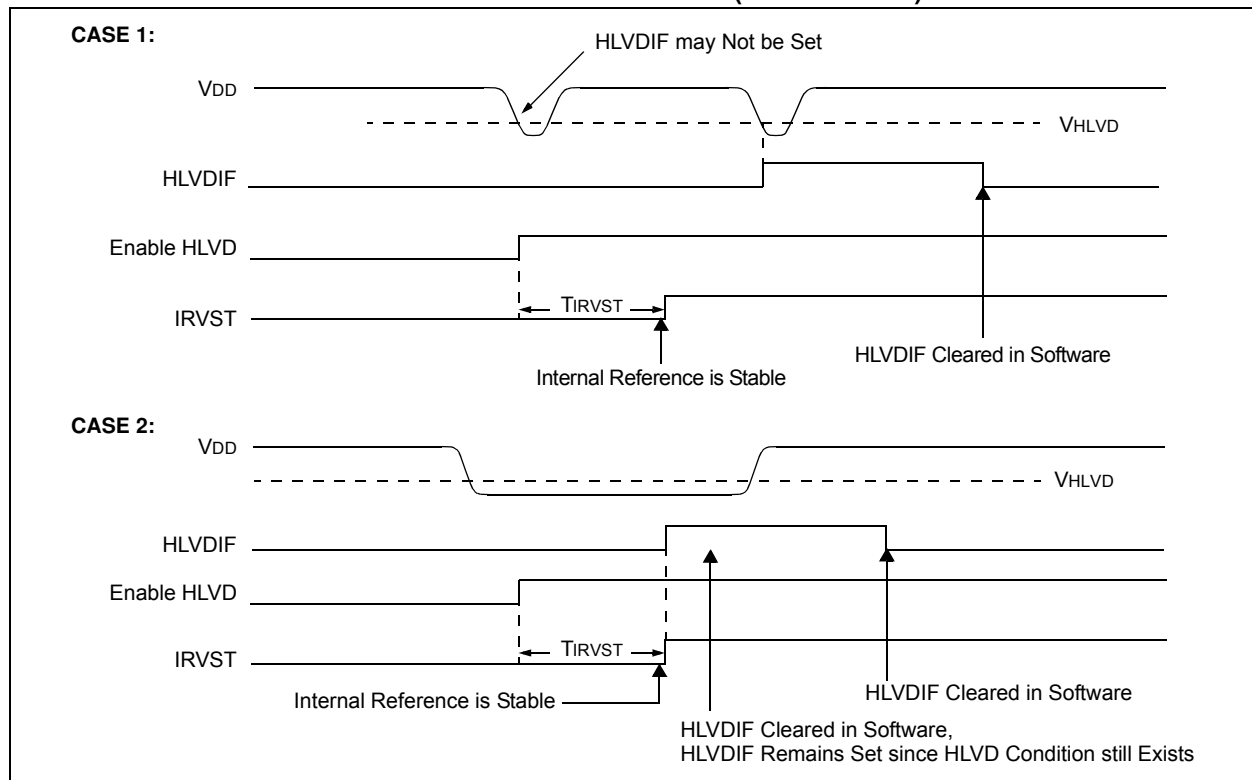 CASE 1:
HLVDIF may Not be Set
VDD
VHLVD
HLVDIF
Enable HLVD
TIRVST
IRVST
HLVDIF Cleared in Software
Internal Reference is Stable
CASE 2:
VDD
VHLVD
HLVDIF
Enable HLVD
TIRVST
IRVST
Internal Reference is Stable
HLVDIF Cleared in Software
HLVDIF Cleared in Software,
HLVDIF Remains Set since HLVD Condition still Exists